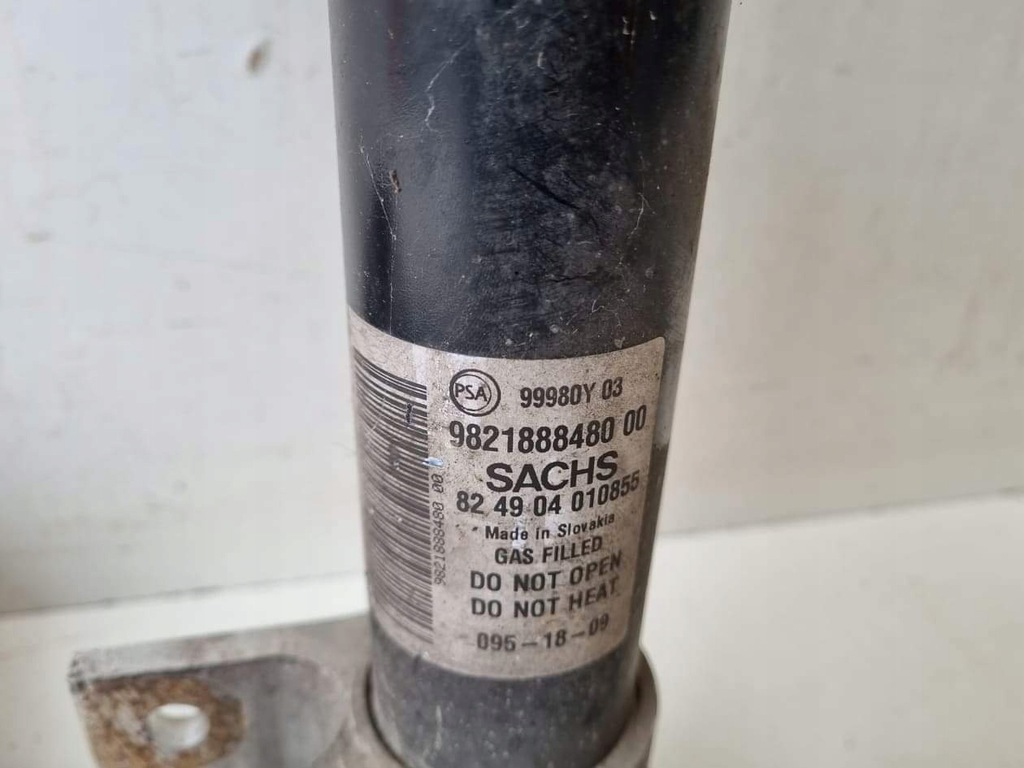 PSA 99980Y 03
9821888480 00
SACHS
82 49 04 010855
Made in Slovakia
GAS FILLED
DO NOT OPEN
DO NOT HEAT
095-18-09
9821888480 00